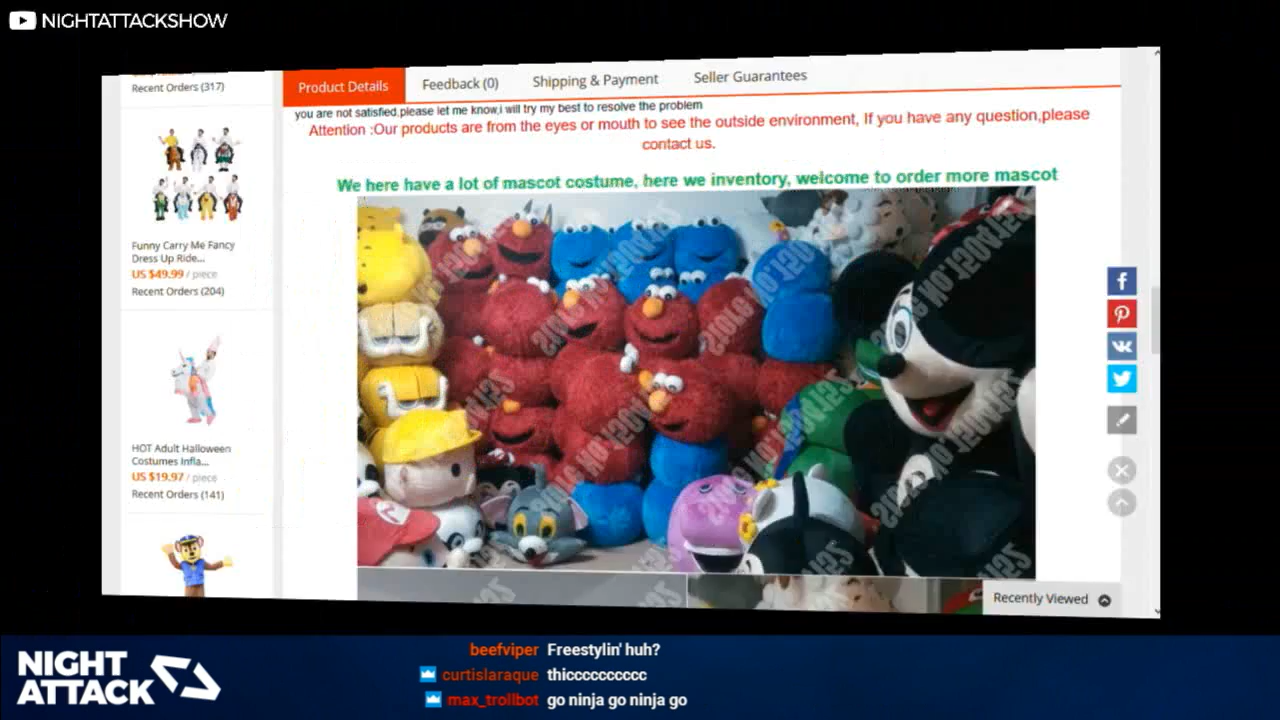 NIGHTATTACKSHOW
Recent Orders (317)
Product Details
Feedback (0)
Shipping & Payment
Seller Guarantees
you are not satisfied,please let me know,i will try my best to resolve the problem
Attention :Our products are from the eyes or mouth to see the outside environment, If you have any question,please
contact us.
We here have a lot of mascot costume, here we inventory, welcome to order more mascot
Funny Carry Me Fancy
Dress Up Ride...
US $49.99 / piece
Recent Orders (204)
HOT Adult Halloween
Costumes Infla...
US $19.97 / piece
Recent Orders (141)
Recently Viewed
NIGHT
ATTACK
beefviper Freestylin' huh?
curtislaraque thicccccccccc
max_trollbot go ninja go ninja go